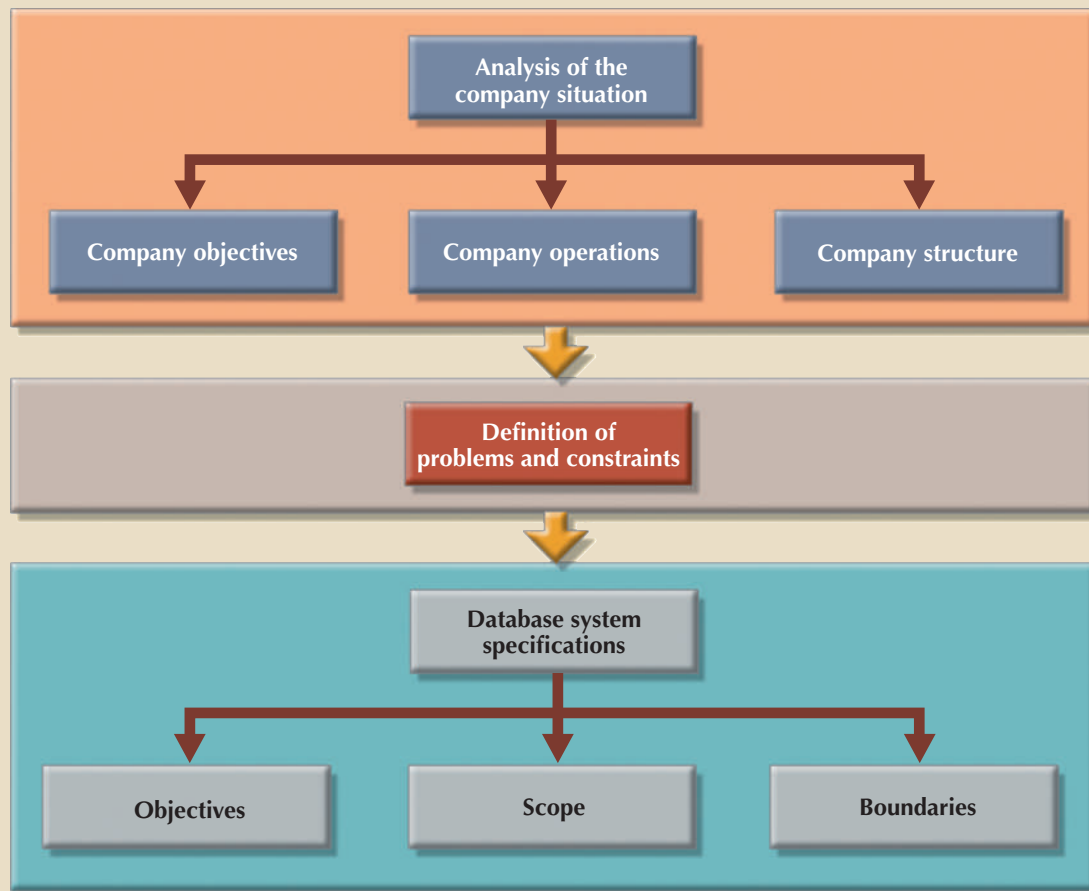 Analysis of the
company situation
Company objectives
Company operations
Company structure
Definition of
problems and constraints
Database system
specifications
Objectives
Scope
Boundaries